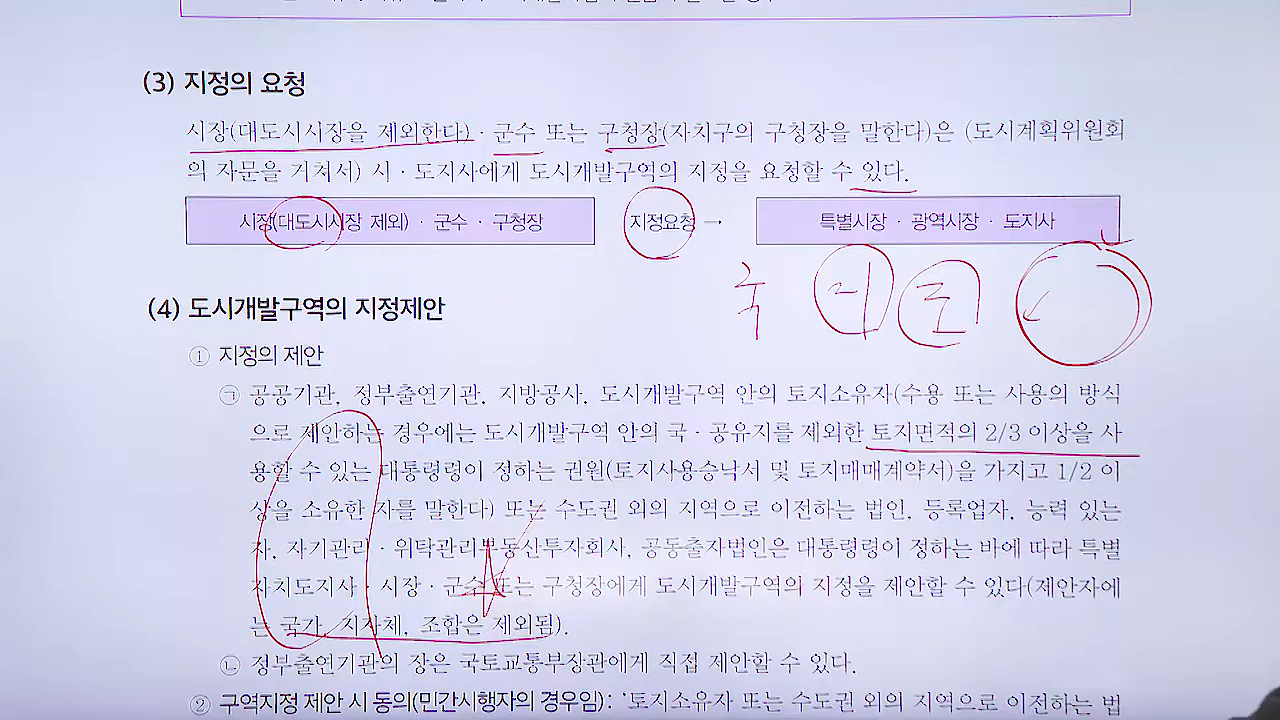 (3) 지정의 요청
시장(대도시시장을 제외한다)·군수 또는 구청장(자치구의 구청장을 말한다)은 (도시계획위원회
의 자문을 거쳐서) 시·도지사에게 도시개발구역의 지정을 요청할 수 있다.
시장(대도시시장 제외) · 군수 · 구청장 지정요청 → 특별시장 · 광역시장 · 도지사
국 지 조
(4) 도시개발구역의 지정제안
① 지정의 제안
㉠ 공공기관, 정부출연기관, 지방공사, 도시개발구역 안의 토지소유자(수용 또는 사용의 방식
으로 제안하는 경우에는 도시개발구역 안의 국·공유지를 제외한 토지면적의 2/3 이상을 사
용할 수 있는 대통령령이 정하는 권원(토지사용승낙서 및 토지매매계약서)을 가지고 1/2 이
상을 소유한 자를 말한다) 또는 수도권 외의 지역으로 이전하는 법인, 등록업자, 능력 있는
자, 자기관리·위탁관리부동산투자회사, 공동출자법인은 대통령령이 정하는 바에 따라 특별
자치도지사·시장·군수 또는 구청장에게 도시개발구역의 지정을 제안할 수 있다(제안자에
는 국가, 지자체, 조합은 제외됨).
㉡ 정부출연기관의 장은 국토교통부장관에게 직접 제안할 수 있다.
② 구역지정 제안 시 동의(민간시행자의 경우임): ‘토지소유자 또는 수도권 외의 지역으로 이전하는 법